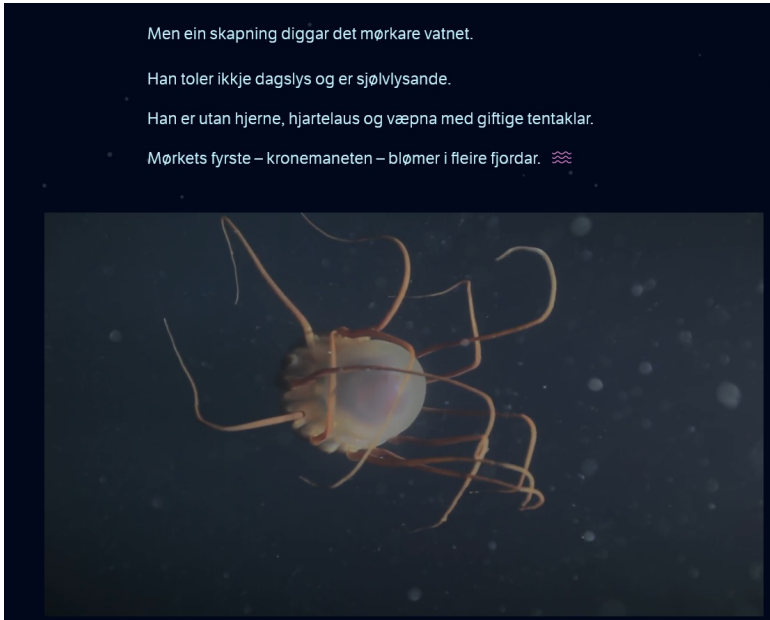 Men ein skapning diggar det mørkare vatnet.
Han toler ikkje dagslys og er sjølvlysande.
Han er utan hjerne, hjartelaus og væpna med giftige tentaklar.
Mørkets fyrste – kronemaneten – blømer i fleire fjordar.